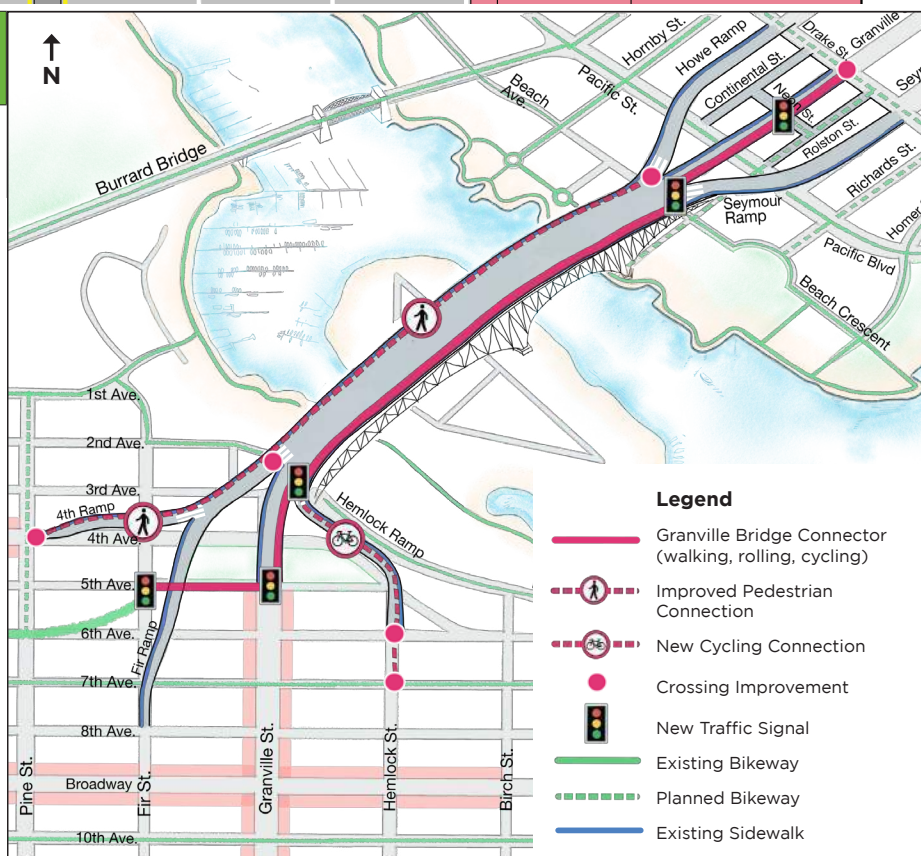 N
Burrard Bridge
Beach
Ave.
Pacific St.
Hornby St.
Howe Ramp
Continental St.
Drake St.
Granville
Neon St.
Rolston St.
Richards St.
Seymour
Ramp
Pacific Blvd
Beach Crescent
1st Ave.
2nd Ave.
3rd Ave.
4th Ramp
4th Ave.
5th Ave.
6th Ave.
7th Ave.
8th Ave.
Broadway
10th Ave.
Pine St.
Fir St.
Fir Ramp
Granville St.
Hemlock St.
Birch St.
Hemlock Ramp
Legend
Granville Bridge Connector
(walking, rolling, cycling)
Improved Pedestrian
Connection
New Cycling Connection
Crossing Improvement
New Traffic Signal
Existing Bikeway
Planned Bikeway
Existing Sidewalk